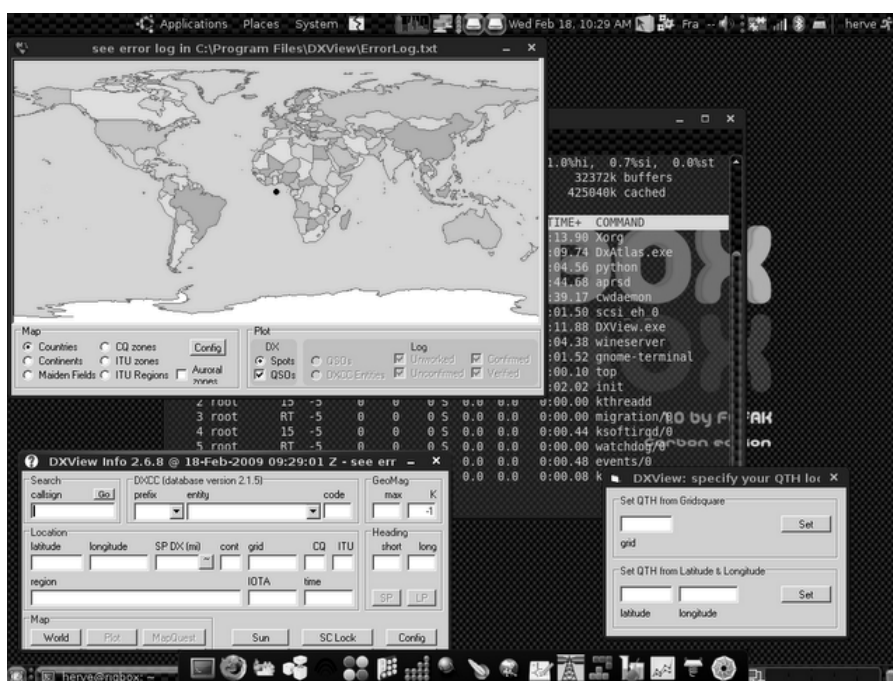 Applications Places System
Wed Feb 18, 10:29 AM
Fra
herve
see error log in C:\Program Files\DXView\ErrorLog.txt
Map
Countries
CQ zones
Config
Continents
ITU zones
Maiden Fields
ITU Regions
Auroral zones
Plot
DX
Log
Spots
QSOs
Unworked
Confirmed
QSOs
DXCC Entities
Unconfirmed
Verified
1.0%hi, 0.7%si, 0.0%st
32372k buffers
425040k cached
TIME+ COMMAND
:13.90 Xorg
:09.74 DxAtlas.exe
:04.56 python
:44.68 aprsd
:39.17 cwdaemon
:01.50 scsi_eh_0
:11.88 DXView.exe
:04.38 wineserver
:01.52 gnome-terminal
:00.10 top
:02.02 init
2 root 15 -5 0 0 0 S 0.0 0.0 0:00.00 kthreadd
3 root RT -5 0 0 0 S 0.0 0.0 0:00.00 migration/0
4 root 15 -5 0 0 0 S 0.0 0.0 0:00.44 ksoftirqd/0
5 root RT -5 0 0 0 S 0.0 0.0 0:00.00 watchdog/0
0.0 0.0 0:00.48 events/0
0.0 0.0 0:00.08 k
DXView Info 2.6.8 @ 18-Feb-2009 09:29:01 Z - see err
Search
callsign
Go
DXCC (database version 2.1.5)
prefix entity code
GeoMag
max K
-1
Location
latitude longitude SP DX (mi) cont grid CQ ITU
~
Heading
short long
region IOTA time
SP LP
Map
World Plot MapQuest Sun SC Lock Config
DXView: specify your QTH loc
Set QTH from Gridsquare
Set
grid
Set QTH from Latitude & Longitude
Set
latitude longitude
herve@rigbox: ~